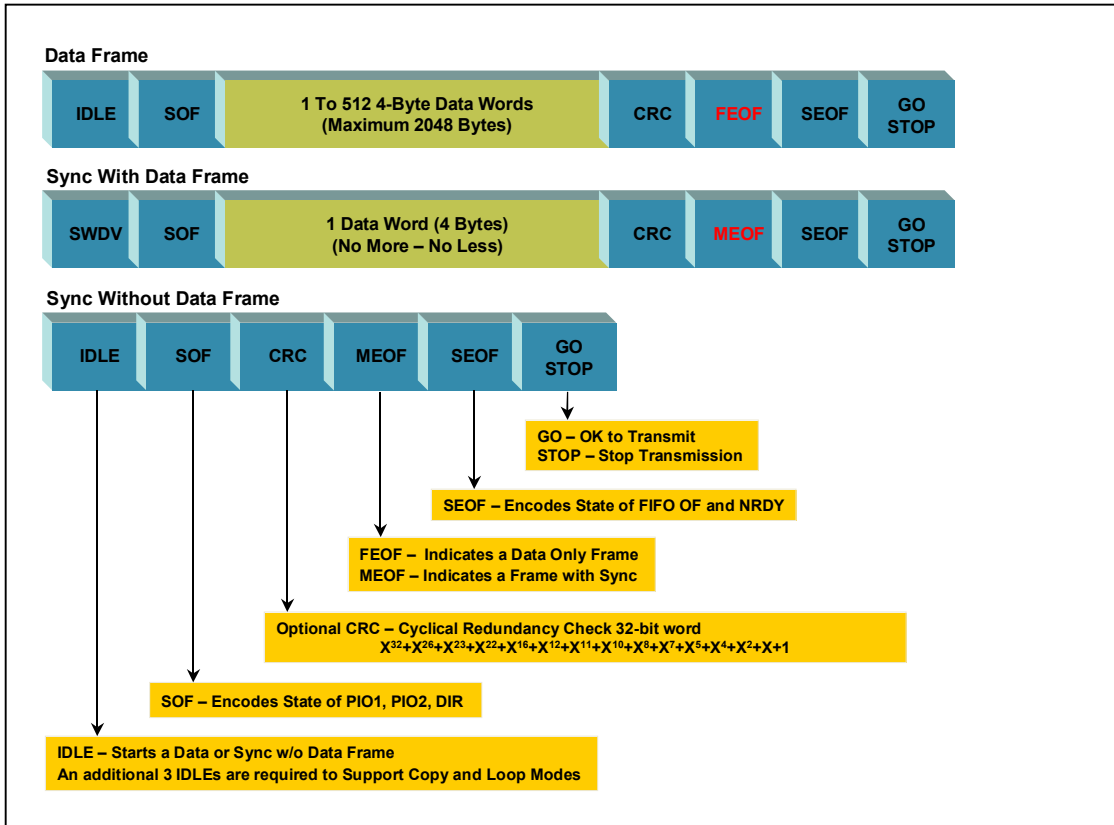 Data Frame
IDLE
SOF
1 To 512 4-Byte Data Words
(Maximum 2048 Bytes)
CRC
FEOF
SEOF
GO
STOP
Sync With Data Frame
SWDV
SOF
1 Data Word (4 Bytes)
(No More – No Less)
CRC
MEOF
SEOF
GO
STOP
Sync Without Data Frame
IDLE
SOF
CRC
MEOF
SEOF
GO
STOP
GO – OK to Transmit
STOP – Stop Transmission
SEOF – Encodes State of FIFO OF and NRDY
FEOF – Indicates a Data Only Frame
MEOF – Indicates a Frame with Sync
Optional CRC – Cyclical Redundancy Check 32-bit word
X³²+X²⁶+X²³+X²²+X¹⁶+X¹²+X¹¹+X¹⁰+X⁸+X⁷+X⁵+X⁴+X²+X+1
SOF – Encodes State of PIO1, PIO2, DIR
IDLE – Starts a Data or Sync w/o Data Frame
An additional 3 IDLEs are required to Support Copy and Loop Modes